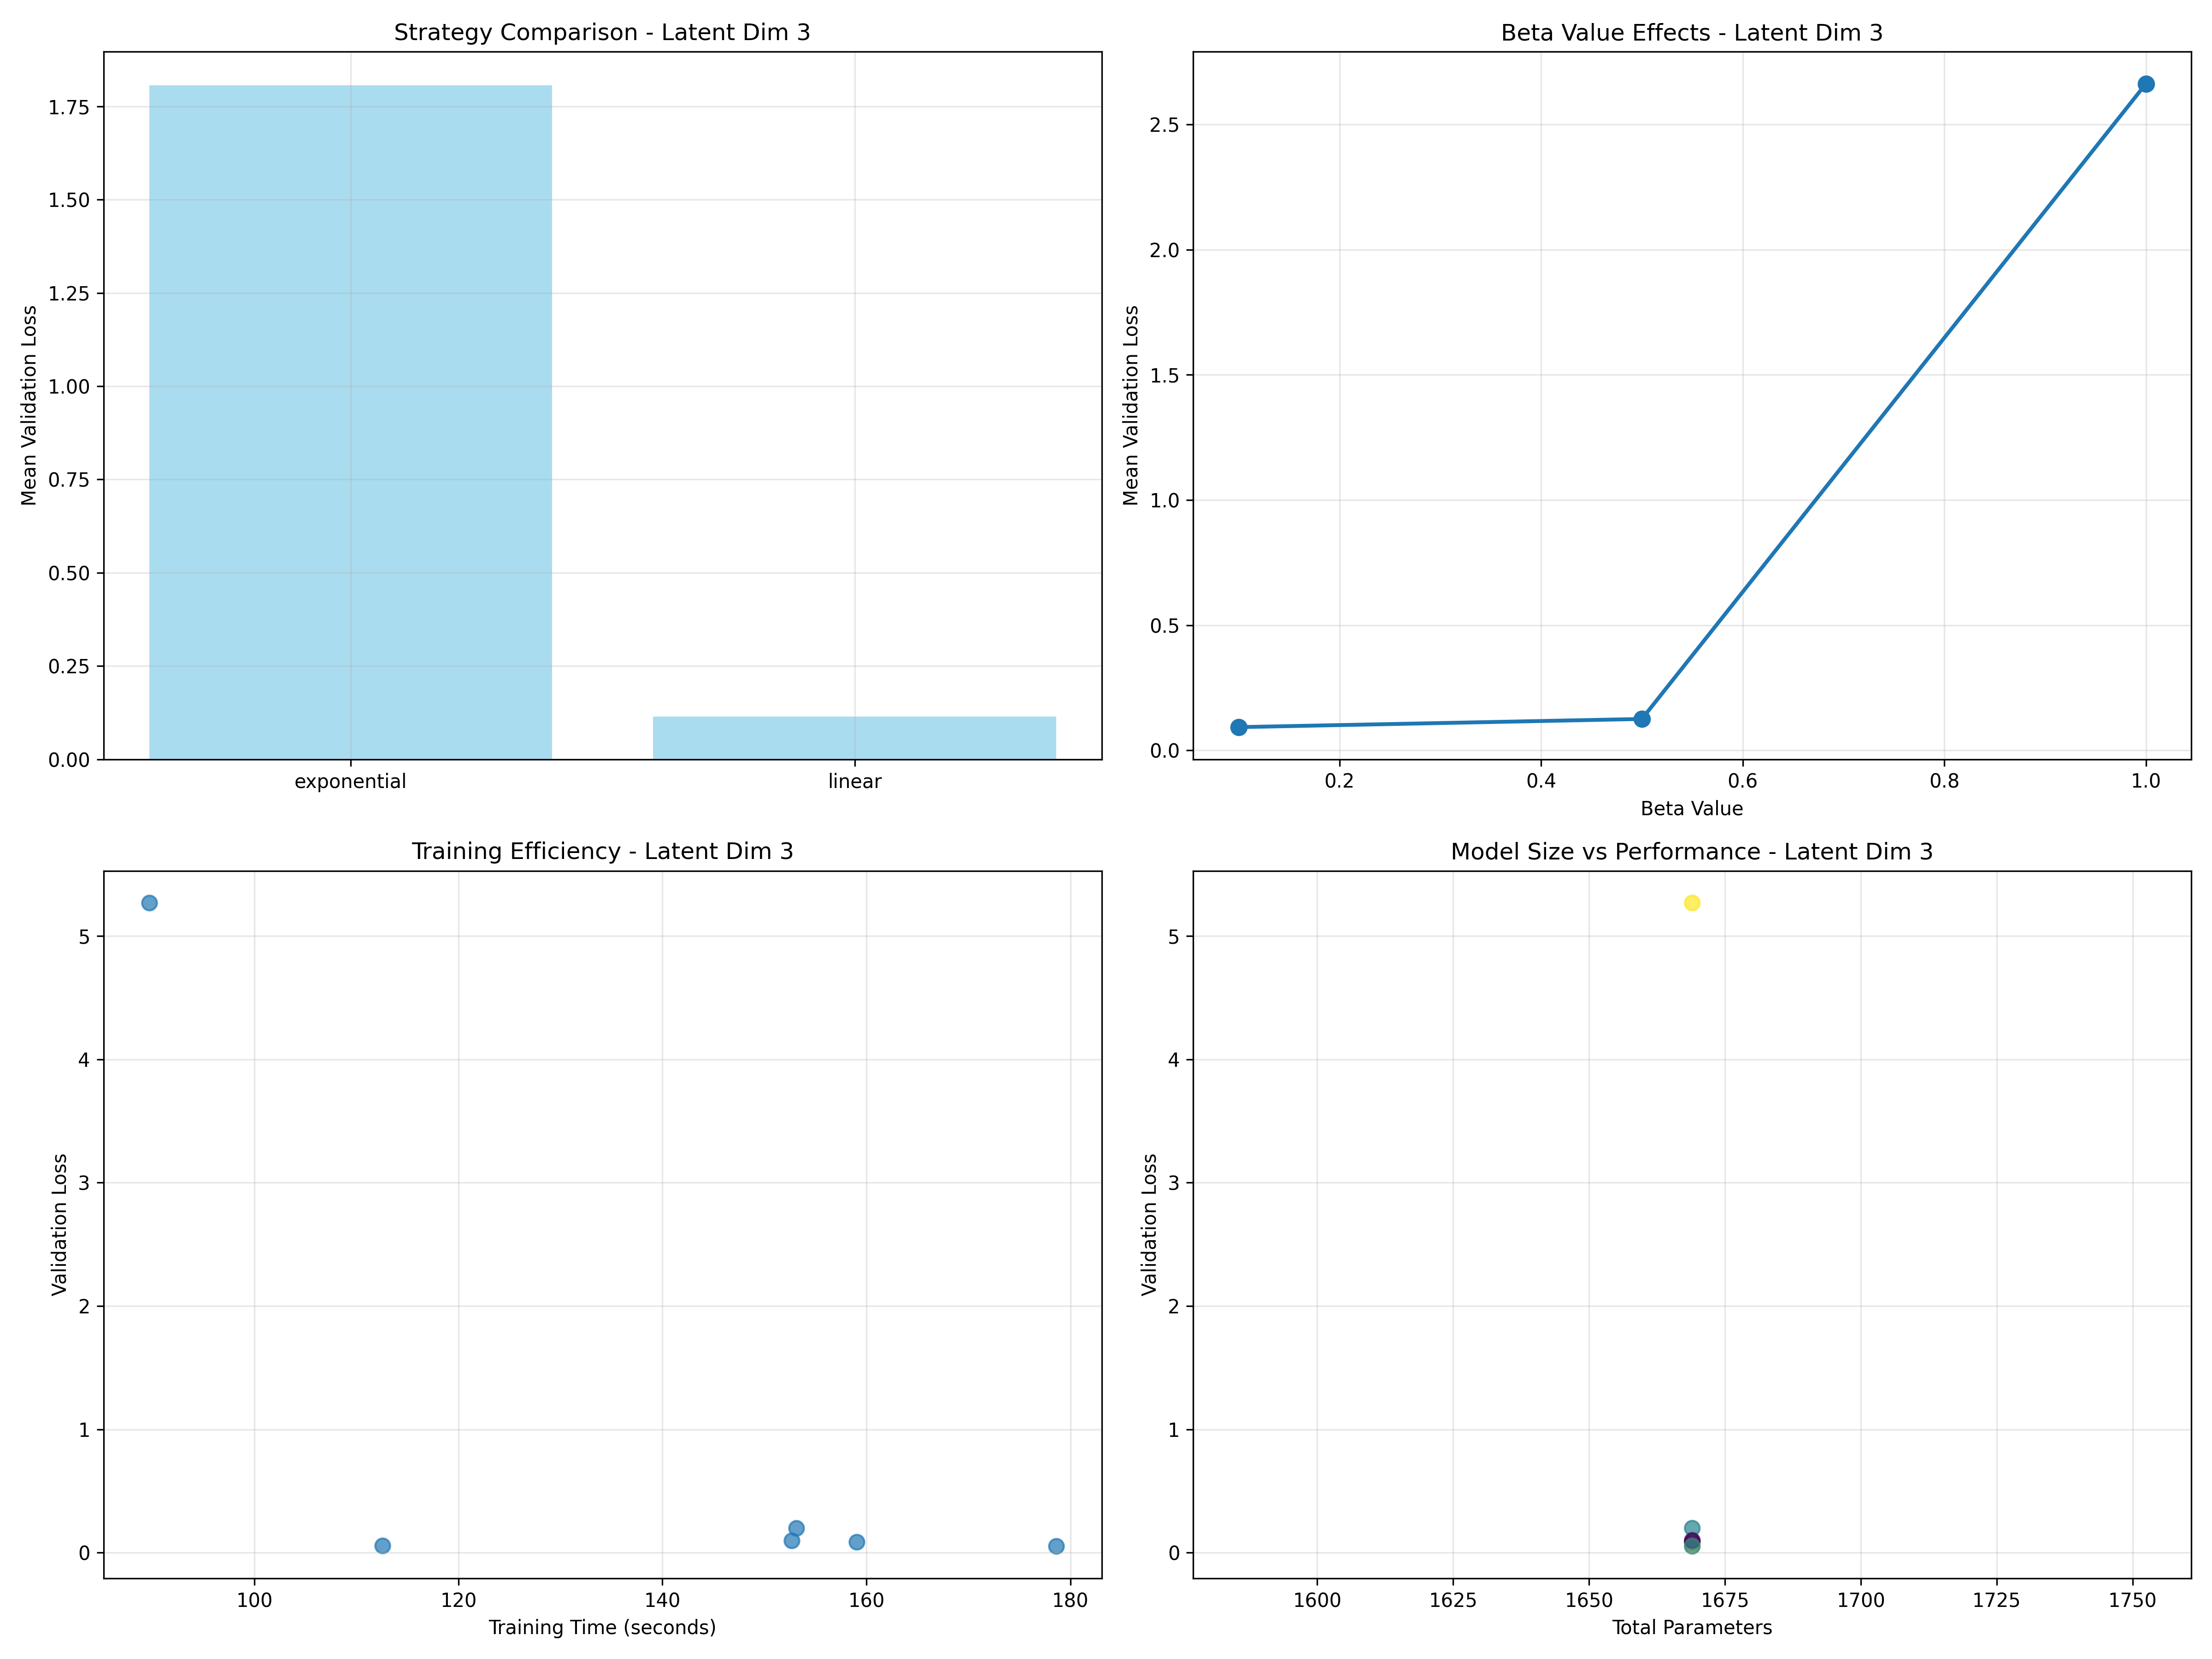 Strategy Comparison - Latent Dim 3
Mean Validation Loss
1.75
1.50
1.25
1.00
0.75
0.50
0.25
0.00
exponential linear
Beta Value Effects - Latent Dim 3
Mean Validation Loss
2.5
2.0
1.5
1.0
0.5
0.0
0.2 0.4 0.6 0.8 1.0
Beta Value
Training Efficiency - Latent Dim 3
Validation Loss
5
4
3
2
1
0
100 120 140 160 180
Training Time (seconds)
Model Size vs Performance - Latent Dim 3
Validation Loss
5
4
3
2
1
0
1600 1625 1650 1675 1700 1725 1750
Total Parameters